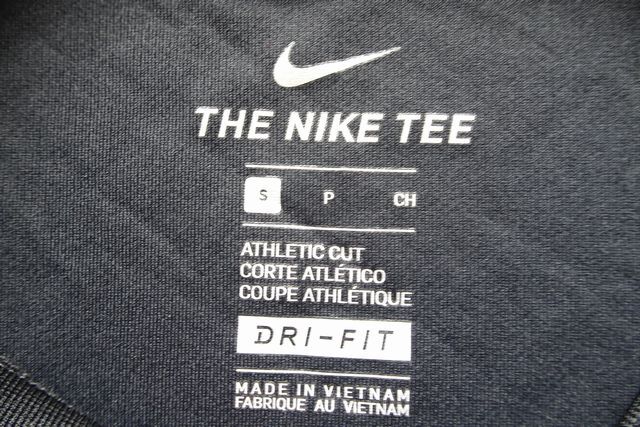 THE NIKE TEE
S P CH
ATHLETIC CUT
CORTE ATLÉTICO
COUPE ATHLÉTIQUE
DRI-FIT
MADE IN VIETNAM
FABRIQUE AU VIETNAM